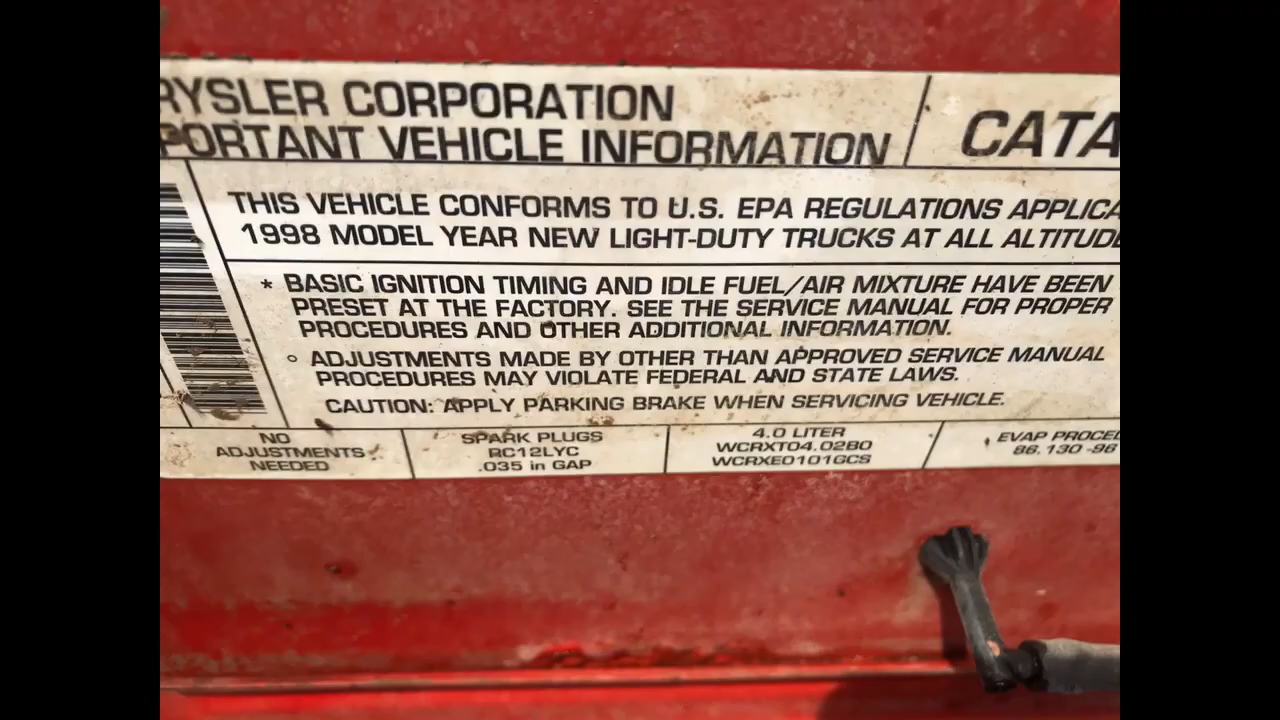 RYSLER CORPORATION
PORTANT VEHICLE INFORMATION
CATA
THIS VEHICLE CONFORMS TO U.S. EPA REGULATIONS APPLICA
1998 MODEL YEAR NEW LIGHT-DUTY TRUCKS AT ALL ALTITUDE
* BASIC IGNITION TIMING AND IDLE FUEL/AIR MIXTURE HAVE BEEN
PRESET AT THE FACTORY. SEE THE SERVICE MANUAL FOR PROPER
PROCEDURES AND OTHER ADDITIONAL INFORMATION.
° ADJUSTMENTS MADE BY OTHER THAN APPROVED SERVICE MANUAL
PROCEDURES MAY VIOLATE FEDERAL AND STATE LAWS.
CAUTION: APPLY PARKING BRAKE WHEN SERVICING VEHICLE.
NO
ADJUSTMENTS
NEEDED
SPARK PLUGS
RC12LYC
.035 in GAP
4.0 LITER
WCRXT04.02B0
WCRXE0101GCS
EVAP PROCED
86.130-96